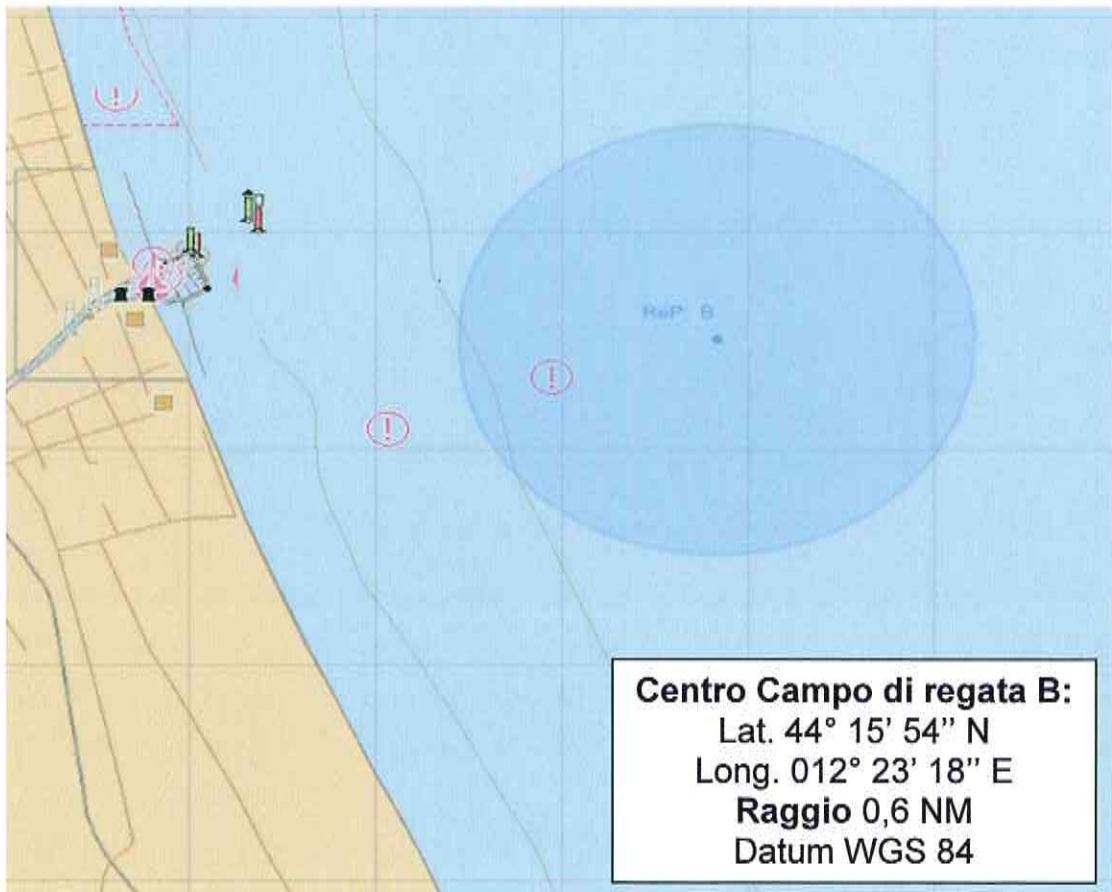 RaP B
Centro Campo di regata B:
Lat. 44° 15’ 54’’ N
Long. 012° 23’ 18’’ E
Raggio 0,6 NM
Datum WGS 84